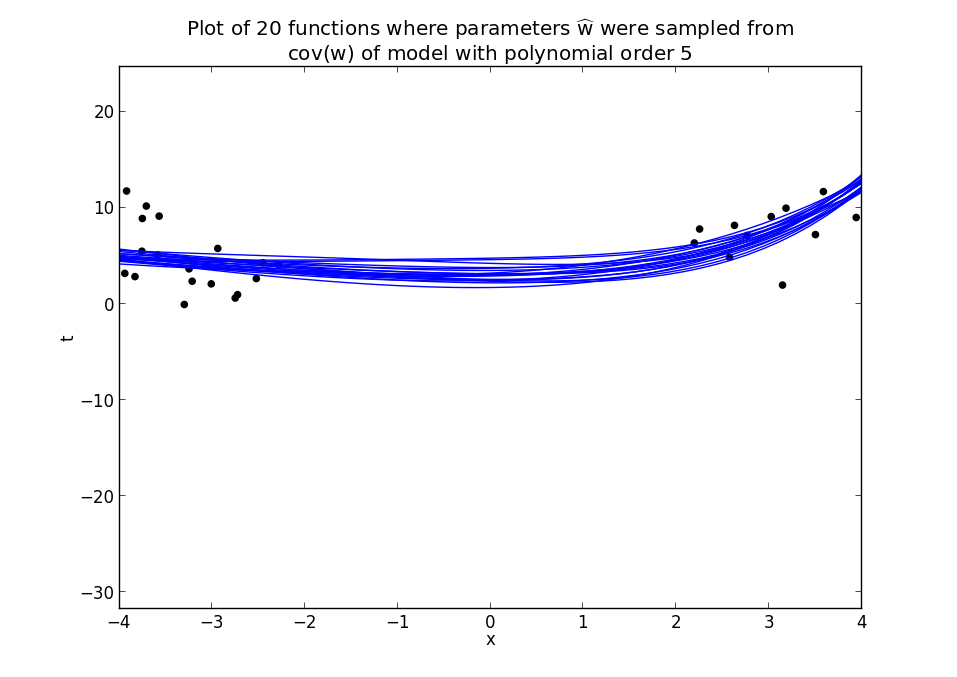 Plot of 20 functions where parameters ŵ were sampled from
cov(w) of model with polynomial order 5
20
10
0
−10
−20
−30
t
−4 −3 −2 −1 0 1 2 3 4
x